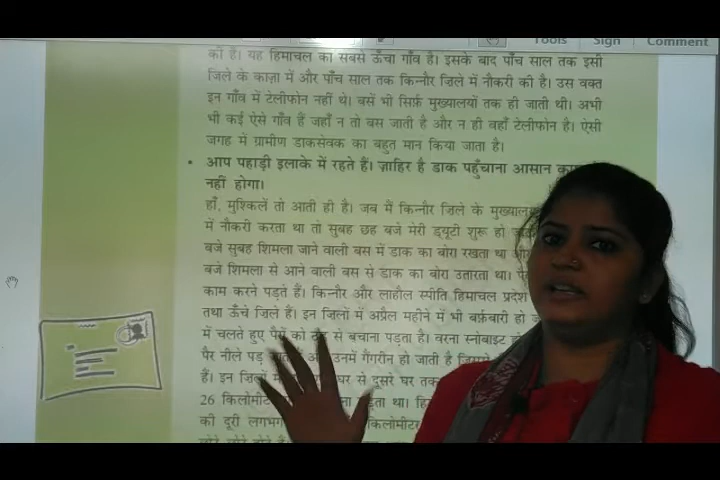 Tools Sign Comment
की है। यह हिमाचल का सबसे ऊँचा गाँव है। इसके बाद पाँच साल तक इसी
ज़िले के काज़ा में और पाँच साल तक किन्नौर ज़िले में नौकरी की है। उस वक्त
इन गाँव में टेलीफोन नहीं थे। बसें भी सिर्फ़ मुख्यालयों तक ही जाती थी। अभी
भी कई ऐसे गाँव हैं जहाँ न तो बस जाती है और न ही वहाँ टेलीफोन है। ऐसी
जगह में ग्रामीण डाकसेवक का बहुत मान किया जाता है।
• आप पहाड़ी इलाके में रहते हैं। ज़ाहिर है डाक पहुँचाना आसान
नहीं होगा।
हाँ, मुश्किलें तो आती ही है। जब मैं किन्नौर ज़िले के
में नौकरी करता था तो सुबह छह बजे मेरी ड्यूटी शुरू हो
बजे सुबह शिमला जाने वाली बस में डाक का बोरा रखता था
बजे शिमला से आने वाली बस से डाक का बोरा उतारता था।
काम करने पड़ते हैं। किन्नौर और लाहौल स्पीति हिमाचल प्रदेश
तथा ऊँचे ज़िले हैं। इन ज़िलों में अप्रैल महीने में भी बर्फ़बारी हो
में चलते हुए पैरों को से बचाना पड़ता है। वरना स्नोबाइट
पैर नीले पड़ उनमें गैंगरीन हो जाती है
हैं। इन ज़िलों घर से दूसरे घर तक
26 पड़ता था।
की दूरी लगभग किलोमीटर